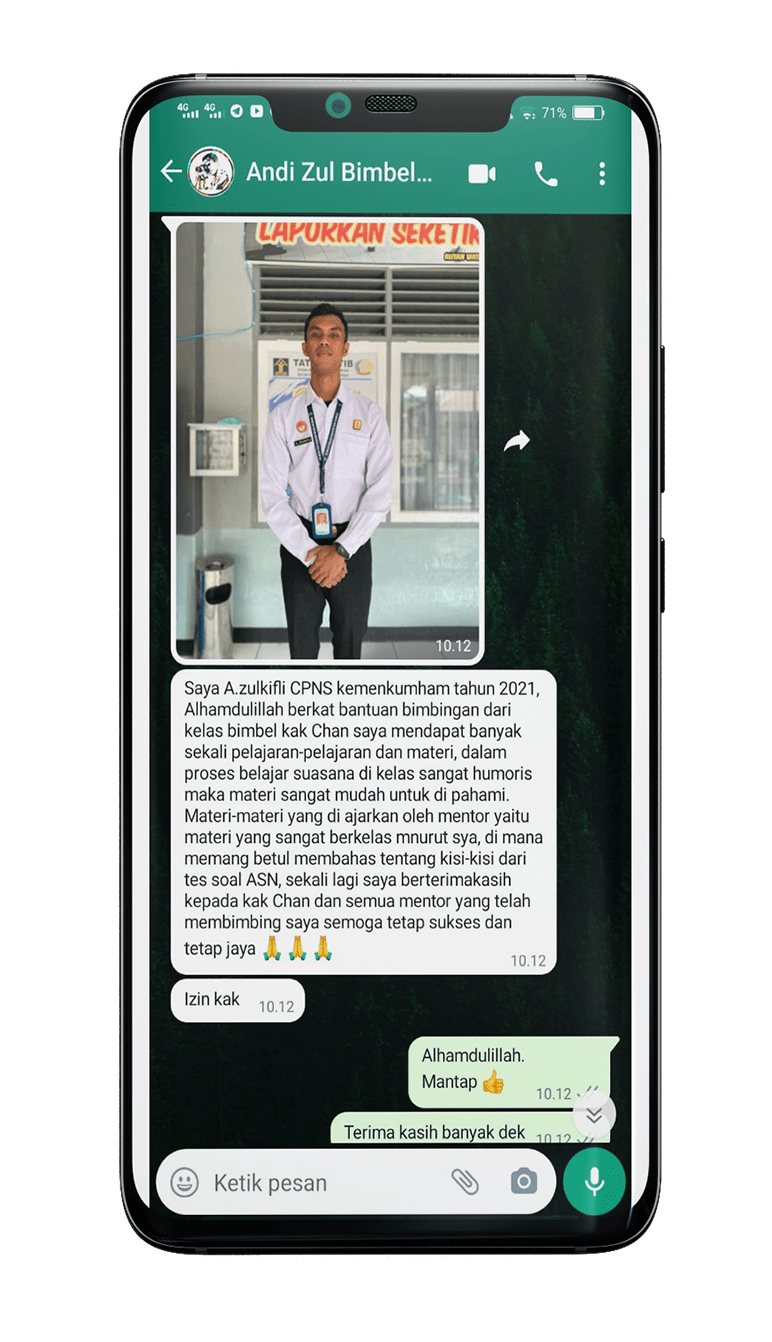 4G 4G 71%
Andi Zul Bimbel...
LAPORKAN SEKETIK
TAT TIB
10.12
Saya A.zulkifli CPNS kemenkumham tahun 2021,
Alhamdulillah berkat bantuan bimbingan dari
kelas bimbel kak Chan saya mendapat banyak
sekali pelajaran-pelajaran dan materi, dalam
proses belajar suasana di kelas sangat humoris
maka materi sangat mudah untuk di pahami.
Materi-materi yang di ajarkan oleh mentor yaitu
materi yang sangat berkelas mnurut sya, di mana
memang betul membahas tentang kisi-kisi dari
tes soal ASN, sekali lagi saya berterimakasih
kepada kak Chan dan semua mentor yang telah
membimbing saya semoga tetap sukses dan
tetap jaya 🙏 🙏 🙏
10.12
Izin kak 10.12
Alhamdulillah.
Mantap 👍
10.12
Terima kasih banyak dek 10.12
Ketik pesan